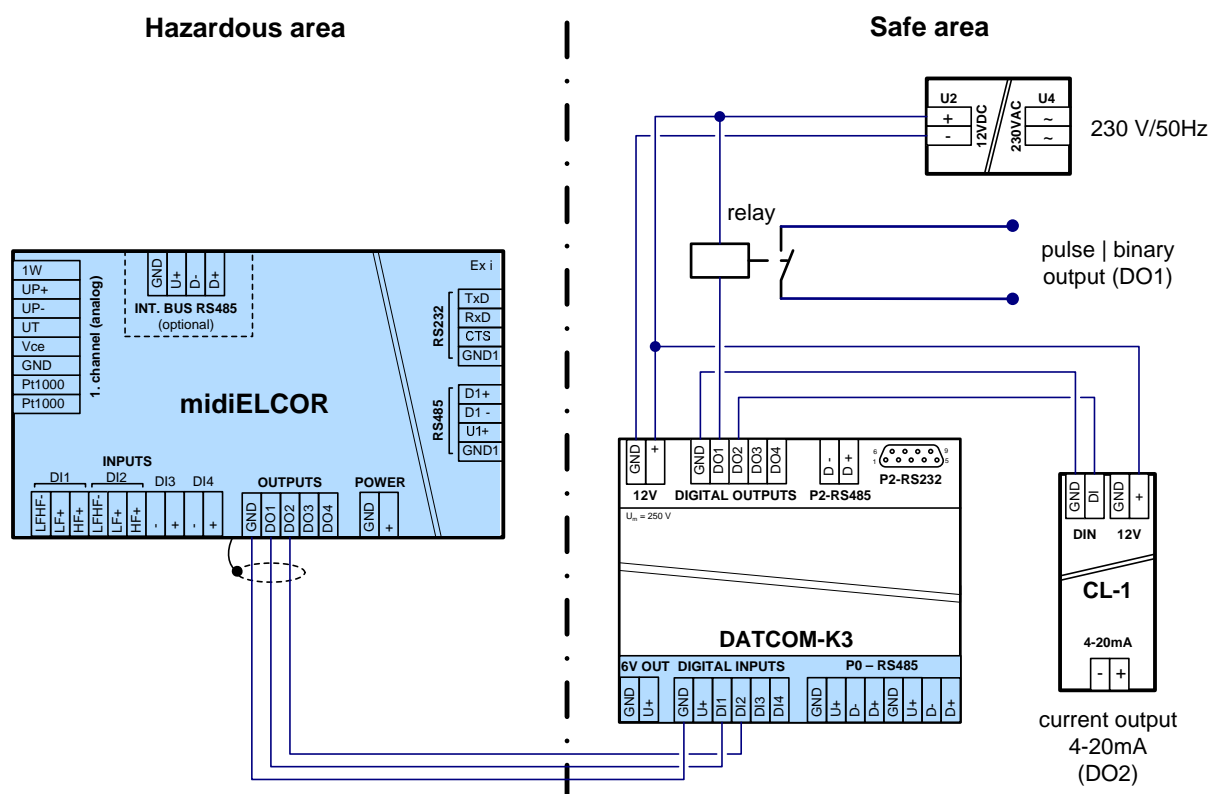 Hazardous area
Safe area
U2
U4
+
-
12VDC
230VAC
~
~
230 V/50Hz
relay
pulse | binary
output (DO1)
1W
UP+
UP-
UT
Vce
GND
Pt1000
Pt1000
1. channel (analog)
GND
U+
D-
D+
INT. BUS RS485
(optional)
Ex i
RS232
TxD
RxD
CTS
GND1
RS485
D1+
D1 -
U1+
GND1
midiELCOR
INPUTS
DI1
DI2
DI3
DI4
LFHF-
LF+
HF+
LFHF-
LF+
HF+
-
+
-
+
OUTPUTS
GND
DO1
DO2
DO3
DO4
POWER
GND
+
GND
+
12V
GND
DO1
DO2
DO3
DO4
DIGITAL OUTPUTS
D -
D +
P2-RS485
6
9
1
5
P2-RS232
Um = 250 V
DATCOM-K3
6V OUT
DIGITAL INPUTS
P0 – RS485
GND
U+
GND
U+
DI1
DI2
DI3
DI4
GND
U+
D-
D+
GND
U+
D-
D+
GND
DI
GND
+
DIN
12V
CL-1
4-20mA
-
+
current output
4-20mA
(DO2)